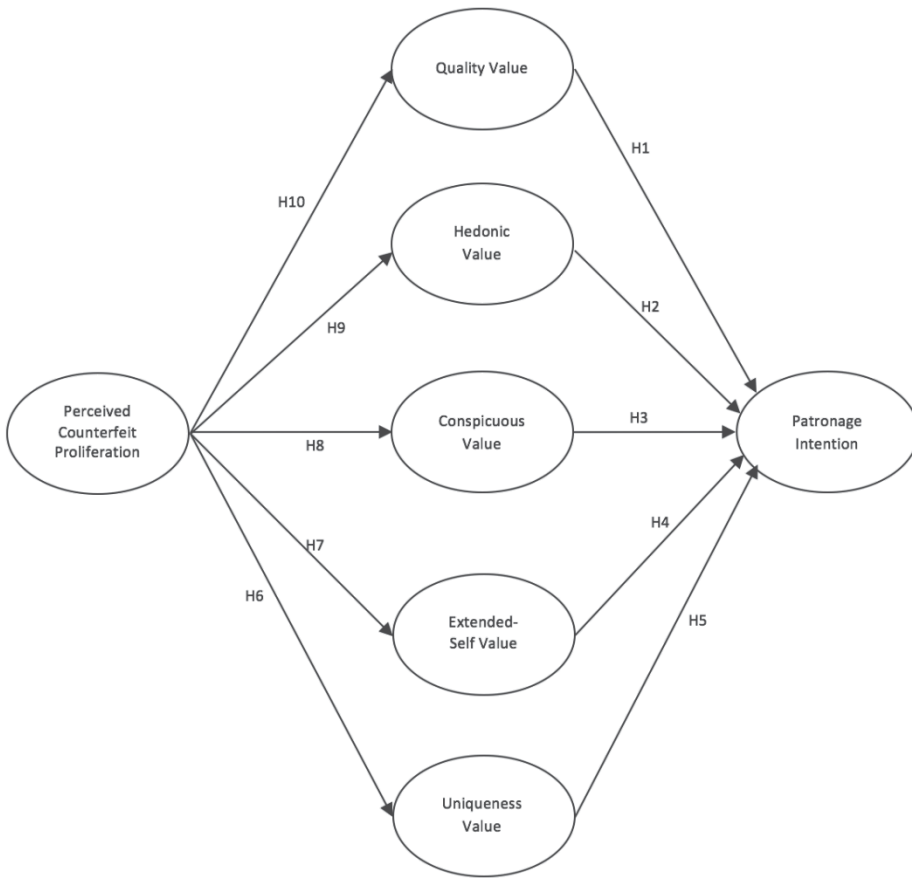 Quality Value
H1
H10
Hedonic
Value
H2
H9
Perceived
Counterfeit
Proliferation
Conspicuous
Value
H3
H8
Patronage
Intention
H7
H4
H6
Extended-
Self Value
H5
Uniqueness
Value